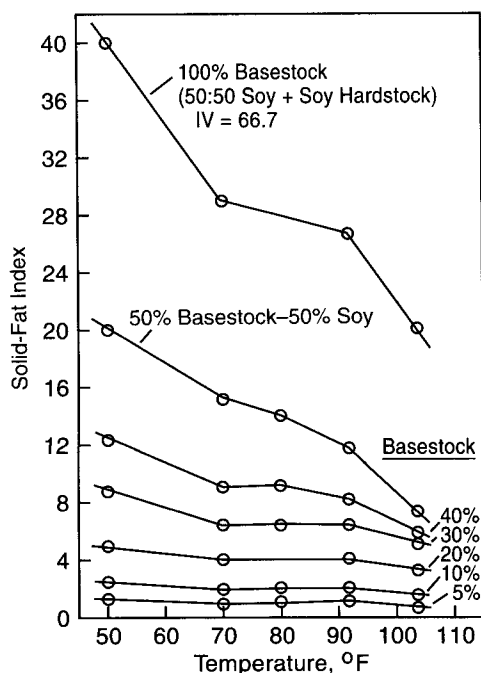 40
36
32
28
24
20
16
12
8
4
0
Solid-Fat Index
100% Basestock
(50:50 Soy + Soy Hardstock)
IV = 66.7
50% Basestock–50% Soy
Basestock
40%
30%
20%
10%
5%
50 60 70 80 90 100 110
Temperature, °F